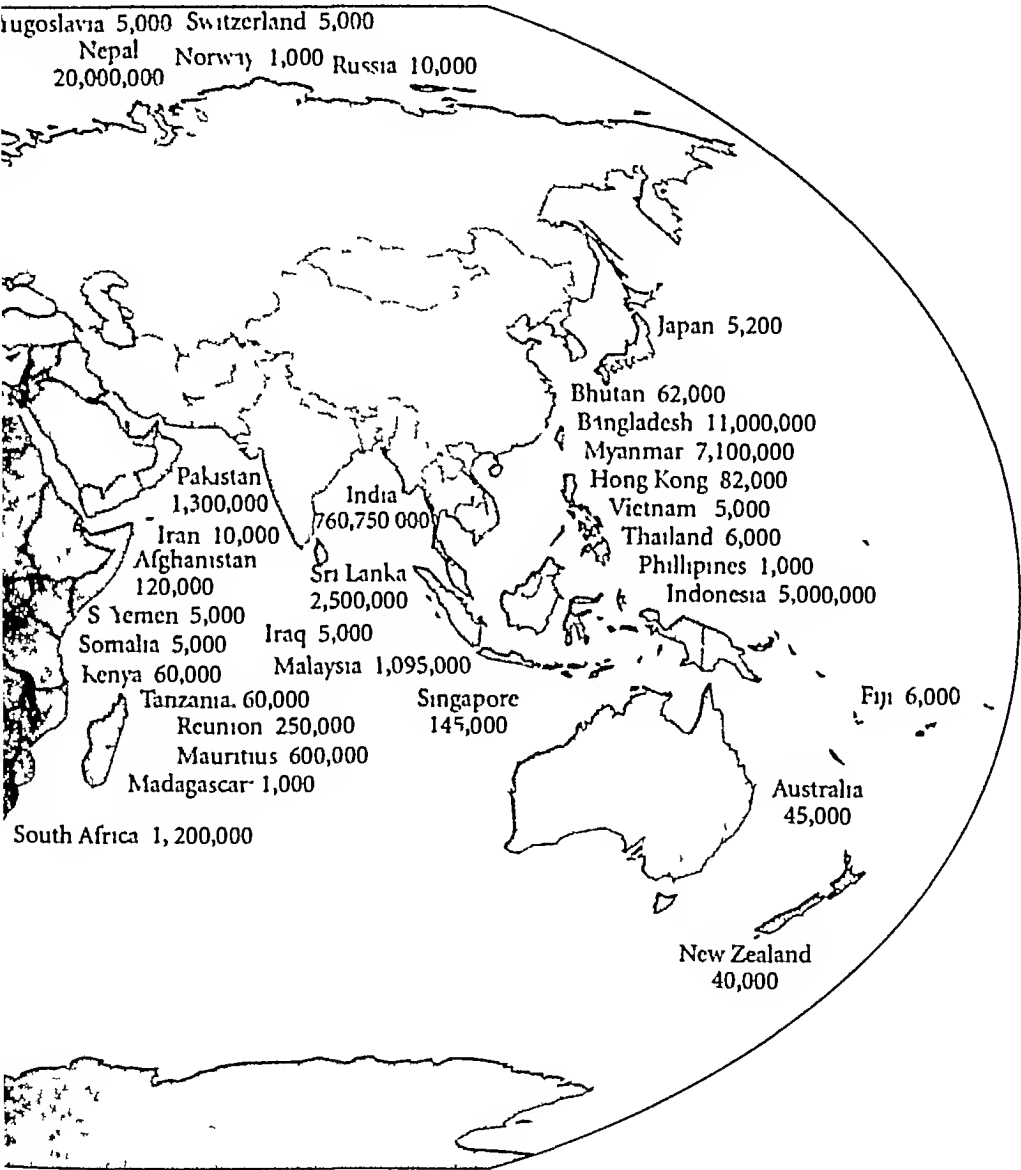 Yugoslavia 5,000 Switzerland 5,000
Nepal
20,000,000
Norway 1,000
Russia 10,000
Japan 5,200
Bhutan 62,000
Bangladesh 11,000,000
Myanmar 7,100,000
Hong Kong 82,000
Vietnam 5,000
Thailand 6,000
Phillipines 1,000
Indonesia 5,000,000
Pakistan
1,300,000
India
760,750 000
Iran 10,000
Afghanistan
120,000
Sri Lanka
2,500,000
S Yemen 5,000
Somalia 5,000
Iraq 5,000
Kenya 60,000
Malaysia 1,095,000
Tanzania. 60,000
Singapore
145,000
Reunion 250,000
Mauritius 600,000
Madagascar 1,000
Fiji 6,000
Australia
45,000
South Africa 1,200,000
New Zealand
40,000